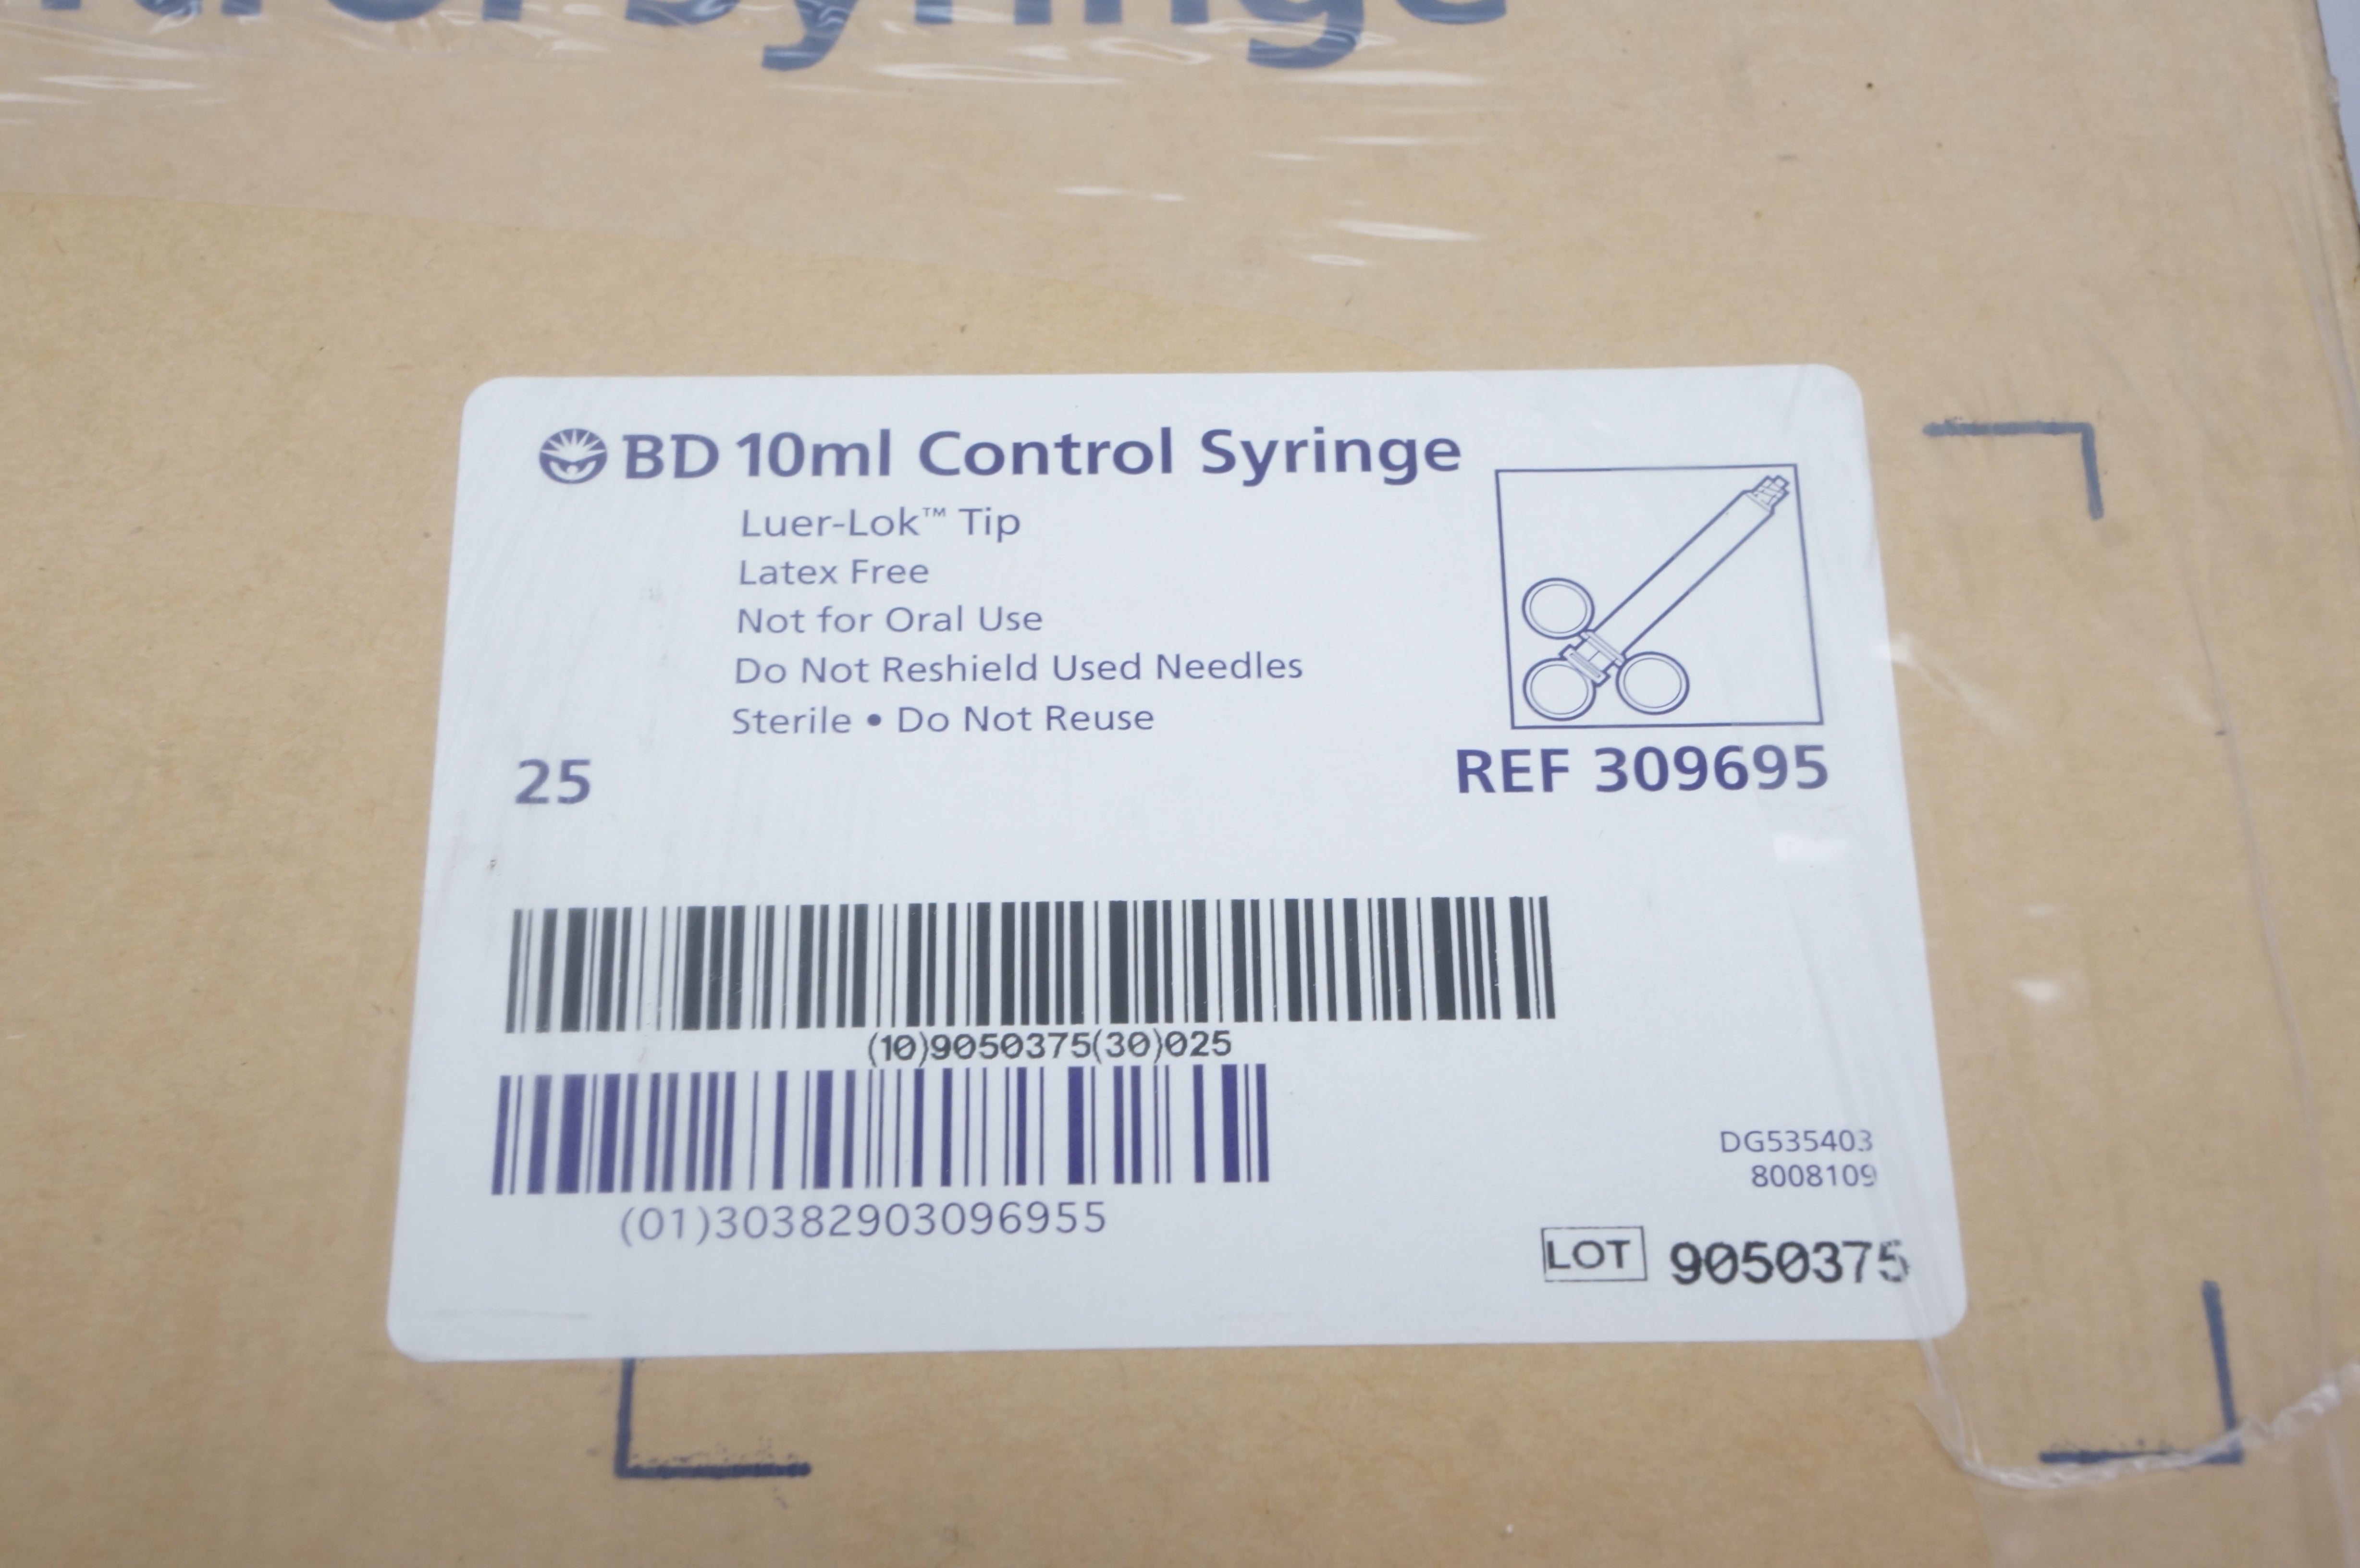 Syringe
BD 10ml Control Syringe
Luer-Lok™ Tip
Latex Free
Not for Oral Use
Do Not Reshield Used Needles
Sterile • Do Not Reuse
25
REF 309695
(10)9050375(30)025
(01)30382903096955
DG535403
8008109
LOT 9050375